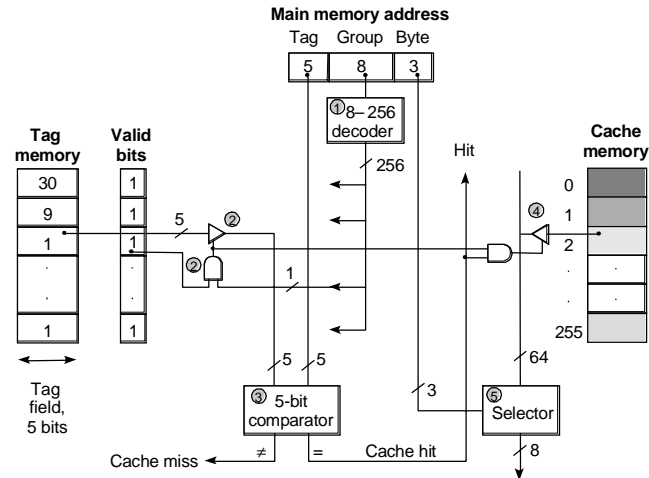 Main memory address
Tag Group Byte
5 8 3
1 8–256
decoder
256
Hit
Tag
memory
Valid
bits
Cache
memory
30 1 0
9 1 1
1 1 2
5 2 4
2
1
. . . .
. . . .
1 1 255
Tag
field,
5 bits
5 5 64
3
3 5-bit
comparator
5 Selector
≠ =
Cache miss
Cache hit
8